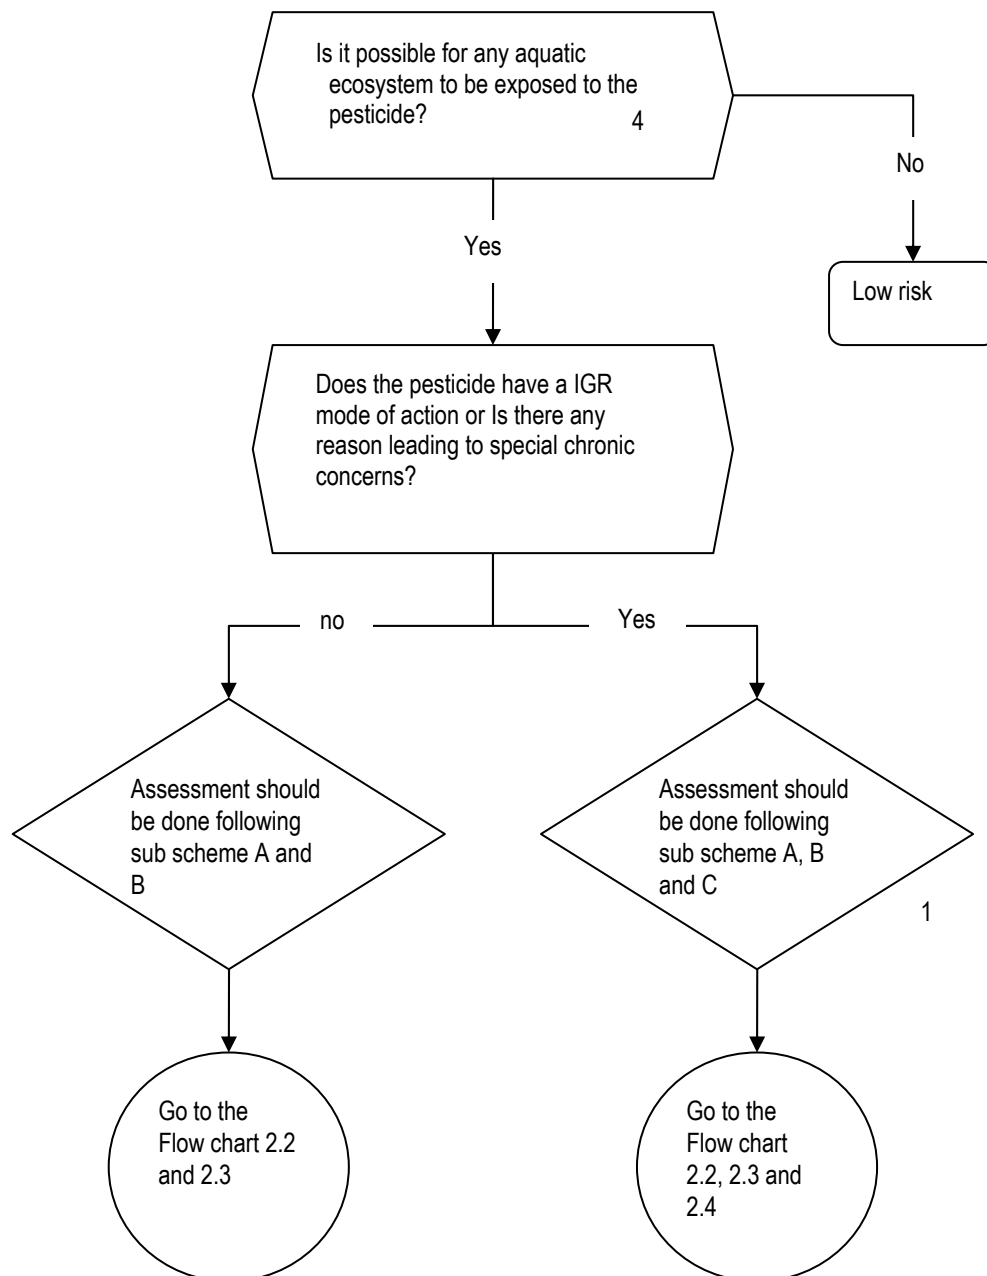 Is it possible for any aquatic
ecosystem to be exposed to the
pesticide?
4
No
Yes
Low risk
Does the pesticide have a IGR
mode of action or Is there any
reason leading to special chronic
concerns?
no
Yes
Assessment should
be done following
sub scheme A and
B
Assessment should
be done following
sub scheme A, B
and C
1
Go to the
Flow chart 2.2
and 2.3
Go to the
Flow chart
2.2, 2.3 and
2.4